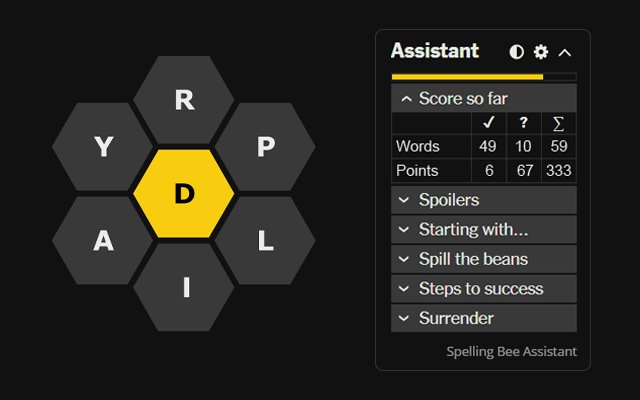 R
Y
P
D
A
L
I
Assistant
Score so far
✓ ? ∑
Words 49 10 59
Points 6 67 333
Spoilers
Starting with...
Spill the beans
Steps to success
Surrender
Spelling Bee Assistant